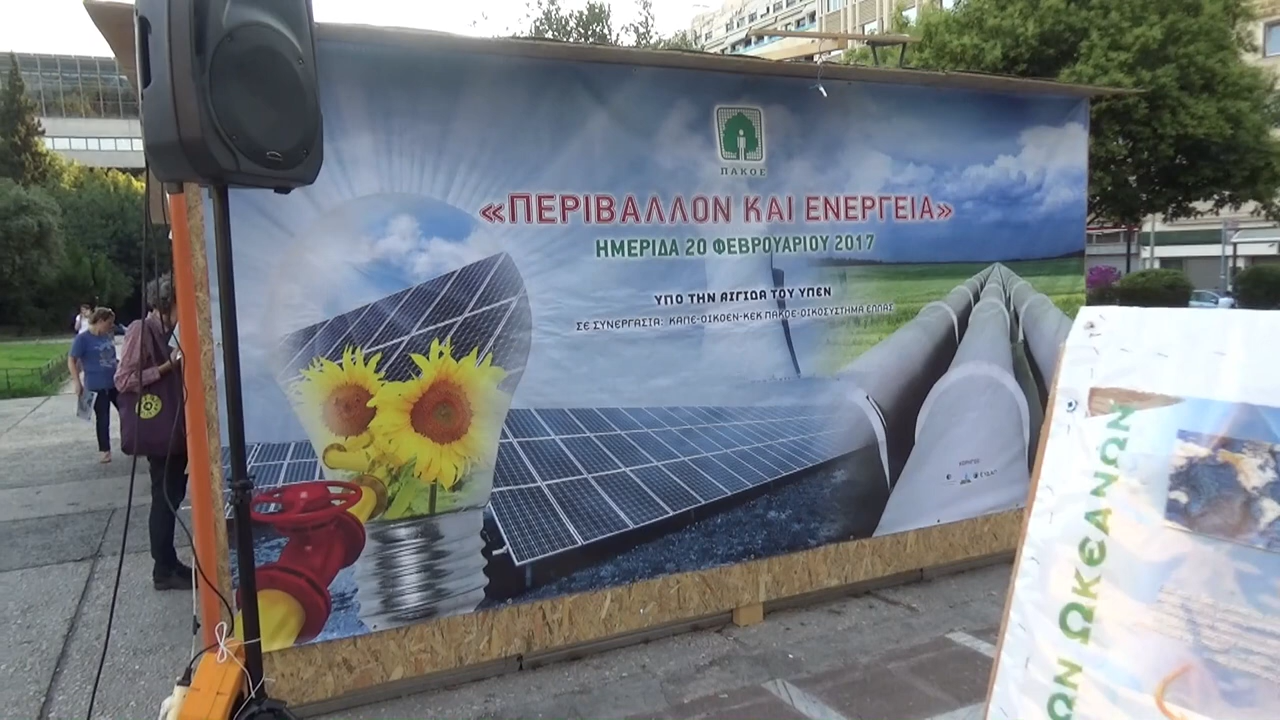 ΠΑΚΟΕ
«ΠΕΡΙΒΑΛΛΟΝ ΚΑΙ ΕΝΕΡΓΕΙΑ»
ΗΜΕΡΙΔΑ 20 ΦΕΒΡΟΥΑΡΙΟΥ 2017
ΥΠΟ ΤΗΝ ΑΙΓΙΔΑ ΤΟΥ ΥΠΕΝ
ΣΕ ΣΥΝΕΡΓΑΣΙΑ: ΚΑΠΕ-ΟΙΚΟΕΝ-ΚΕΚ ΠΑΚΟΕ-ΟΙΚΟΣΥΣΤΗΜΑ ΕΛΛΑΣ
ΩΝ ΩΚΕΑΝΩΝ